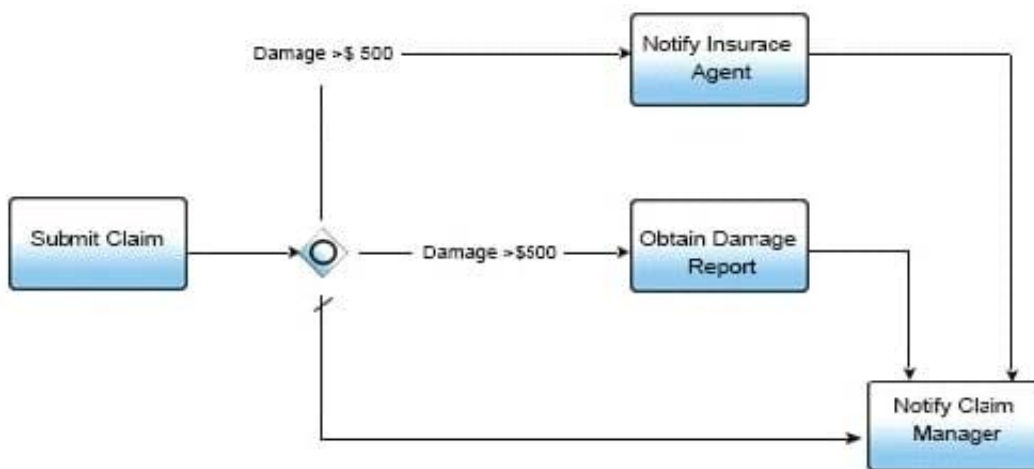 Damage >$ 500
Notify Insurace
Agent
Submit Claim
Damage >$500
Obtain Damage
Report
Notify Claim
Manager